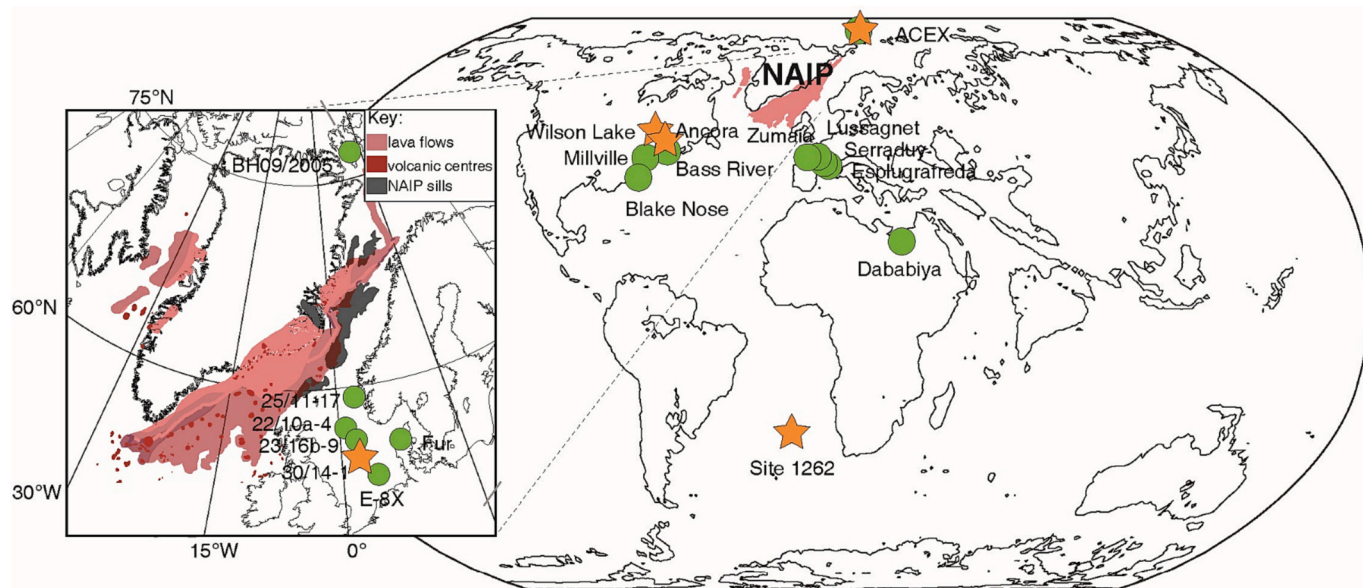 ACEX
NAIP
75°N
Key:
lava flows
volcanic centres
NAIP sills
BH09/2005
Wilson Lake
Ancora
Zumaia
Lussagnet
Millville
Serraduy
Bass River
Esplugrafreda
Blake Nose
Dababiya
60°N
25/11-17
22/10a-4
Fur
23/16b-9
30/14-1
Site 1262
E-8X
30°W
15°W
0°